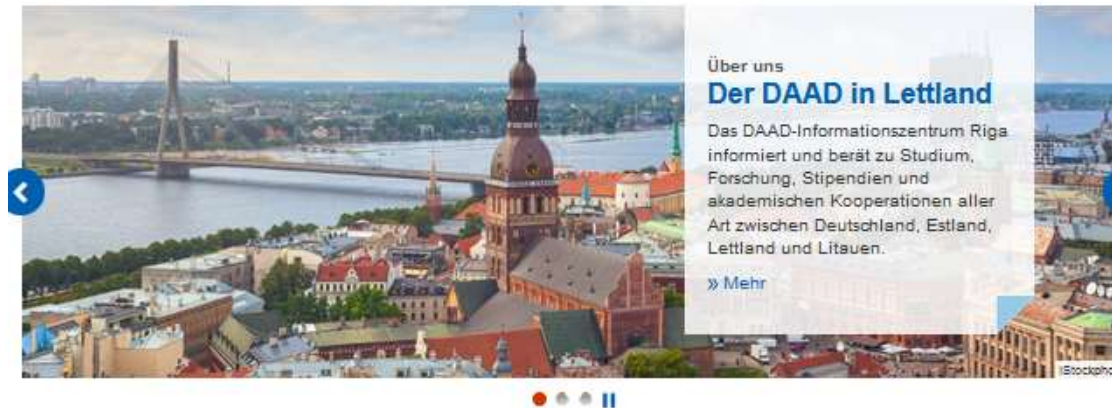 Über uns
Der DAAD in Lettland
Das DAAD-Informationszentrum Riga
informiert und berät zu Studium,
Forschung, Stipendien und
akademischen Kooperationen aller
Art zwischen Deutschland, Estland,
Lettland und Litauen.
» Mehr
iStockpho